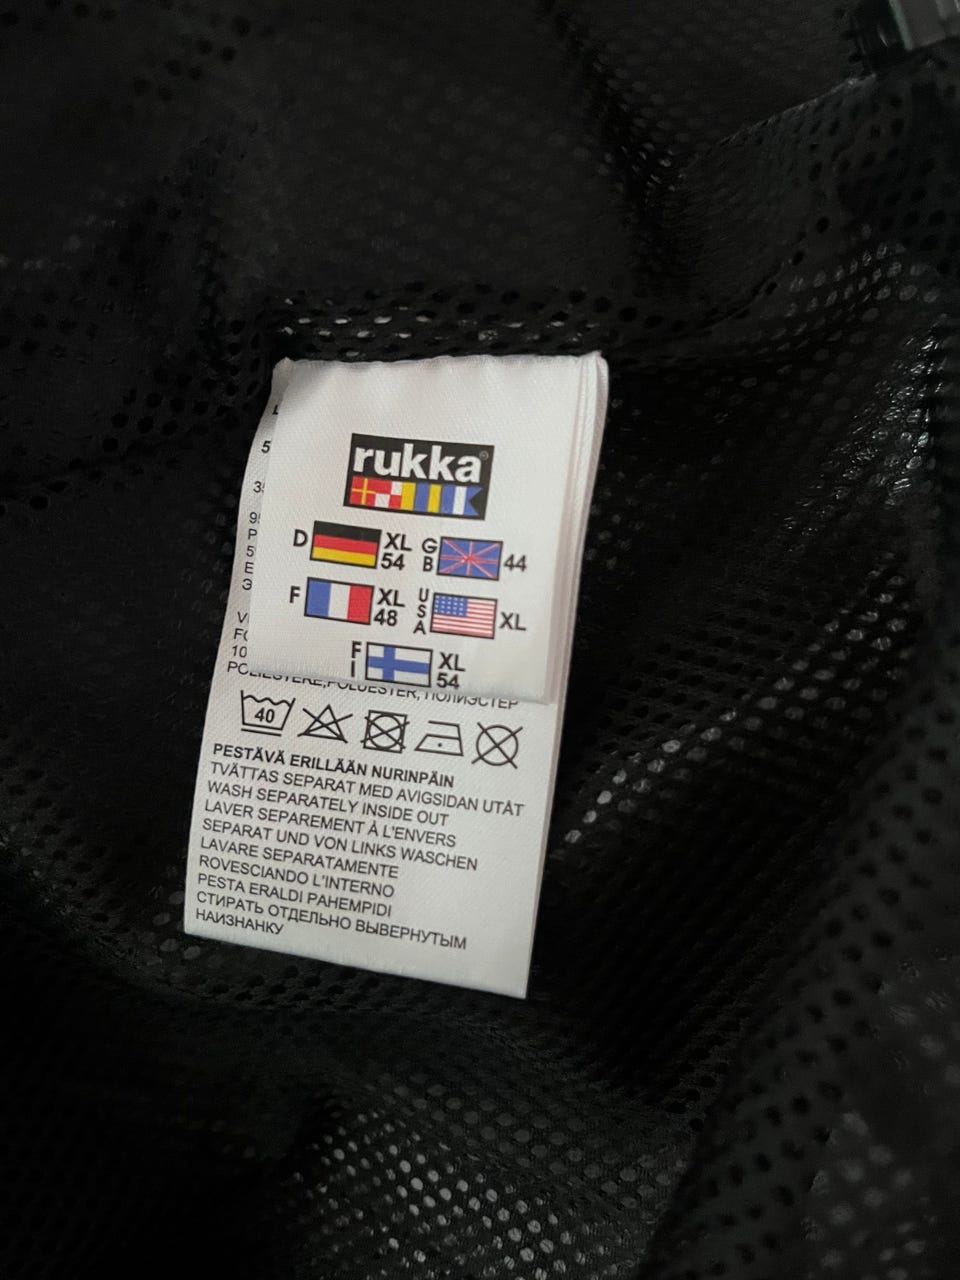 rukka
D XL 54
GB 44
F XL 48
USA XL
FI XL 54
POLIESTERE, POLUESTER, ПОЛИЭСТЕР
40
PESTÄVÄ ERILLÄÄN NURINPÄIN
TVÄTTAS SEPARAT MED AVIGSIDAN UTÅT
WASH SEPARATELY INSIDE OUT
LAVER SEPAREMENT À L'ENVERS
SEPARAT UND VON LINKS WASCHEN
LAVARE SEPARATAMENTE
ROVESCIANDO L'INTERNO
PESTA ERALDI PAHEMPIDI
СТИРАТЬ ОТДЕЛЬНО ВЫВЕРНУТЫМ
НАИЗНАНКУ